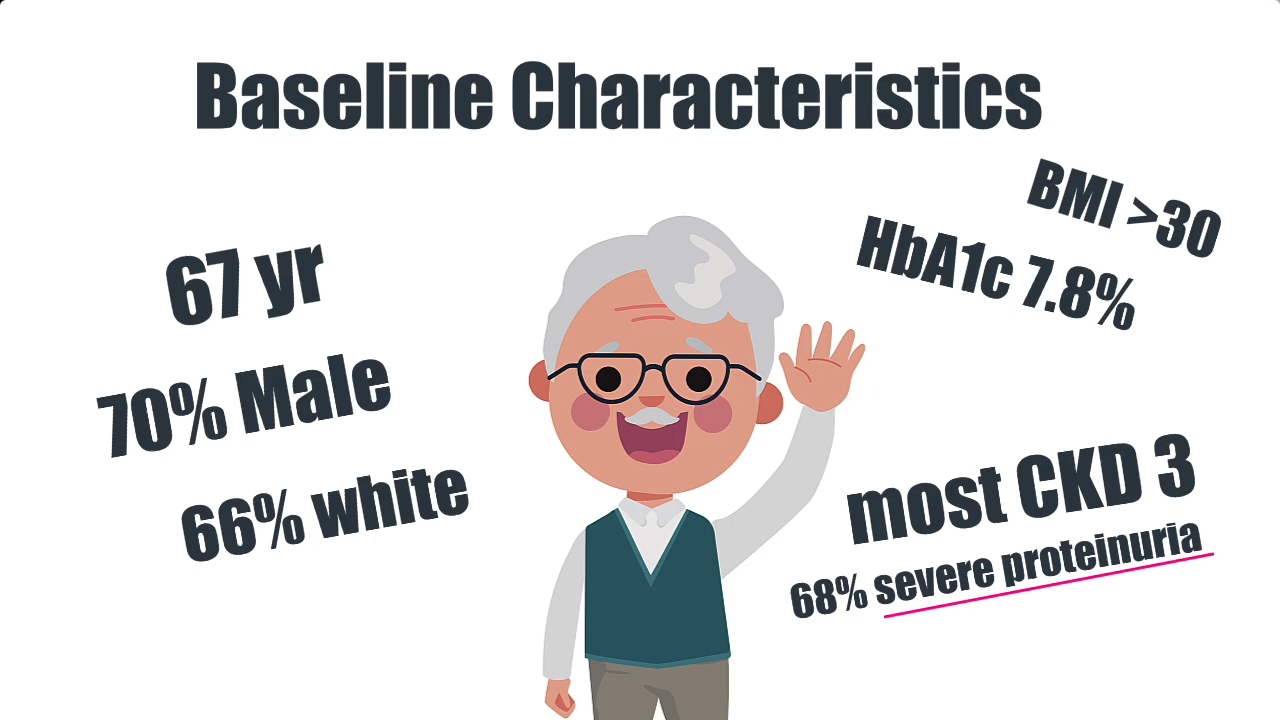 Baseline Characteristics
67 yr
70% Male
66% white
BMI >30
HbA1c 7.8%
most CKD 3
68% severe proteinuria